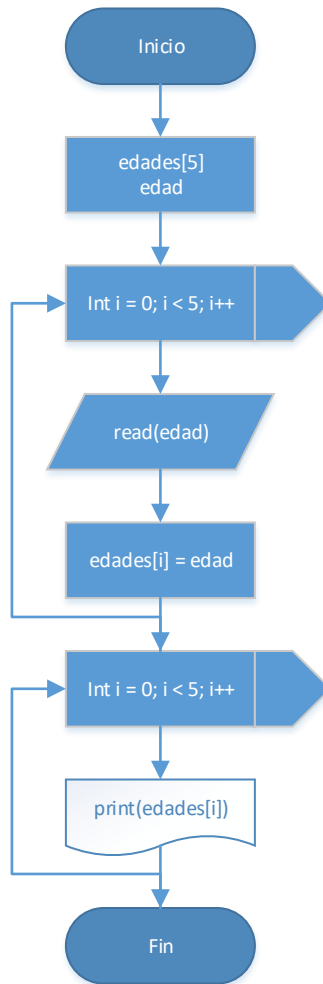 Inicio
edades[5]
edad
Int i = 0; i < 5; i++
read(edad)
edades[i] = edad
Int i = 0; i < 5; i++
print(edades[i])
Fin